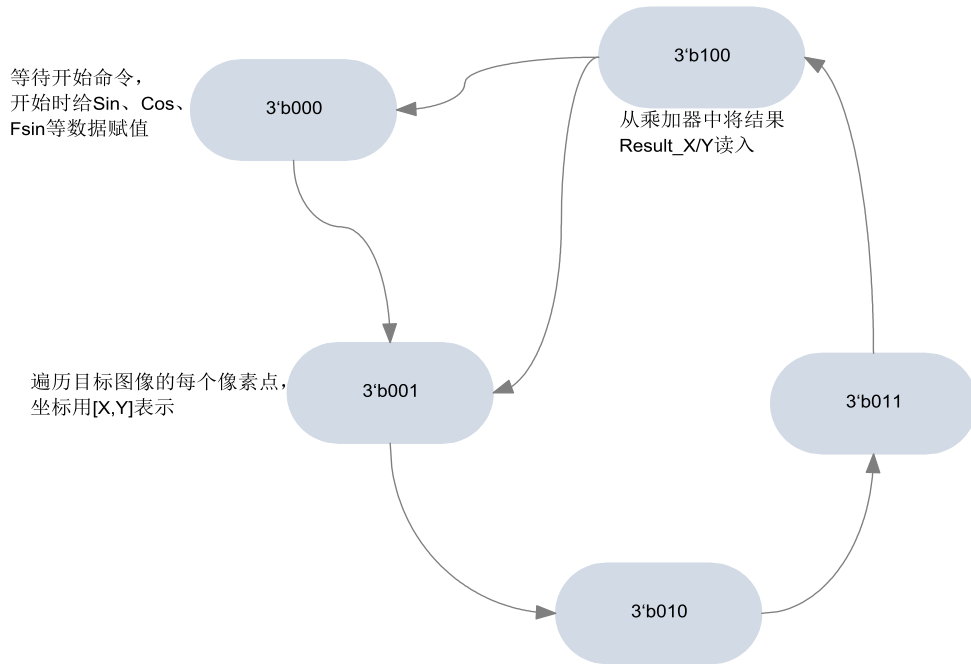 3‘b100
从乘加器中将结果
Result_X/Y读入
等待开始命令，
开始时给Sin、Cos、
Fsin等数据赋值
3‘b000
遍历目标图像的每个像素点，
坐标用[X,Y]表示
3‘b001
3‘b011
3‘b010